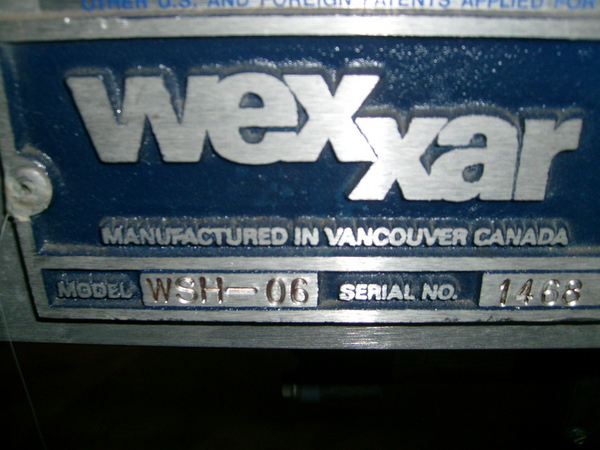 OTHER U.S. AND FOREIGN PATENTS APPLIED FOR
wexxar
MANUFACTURED IN VANCOUVER CANADA
MODEL WSH-06 SERIAL NO. 1468